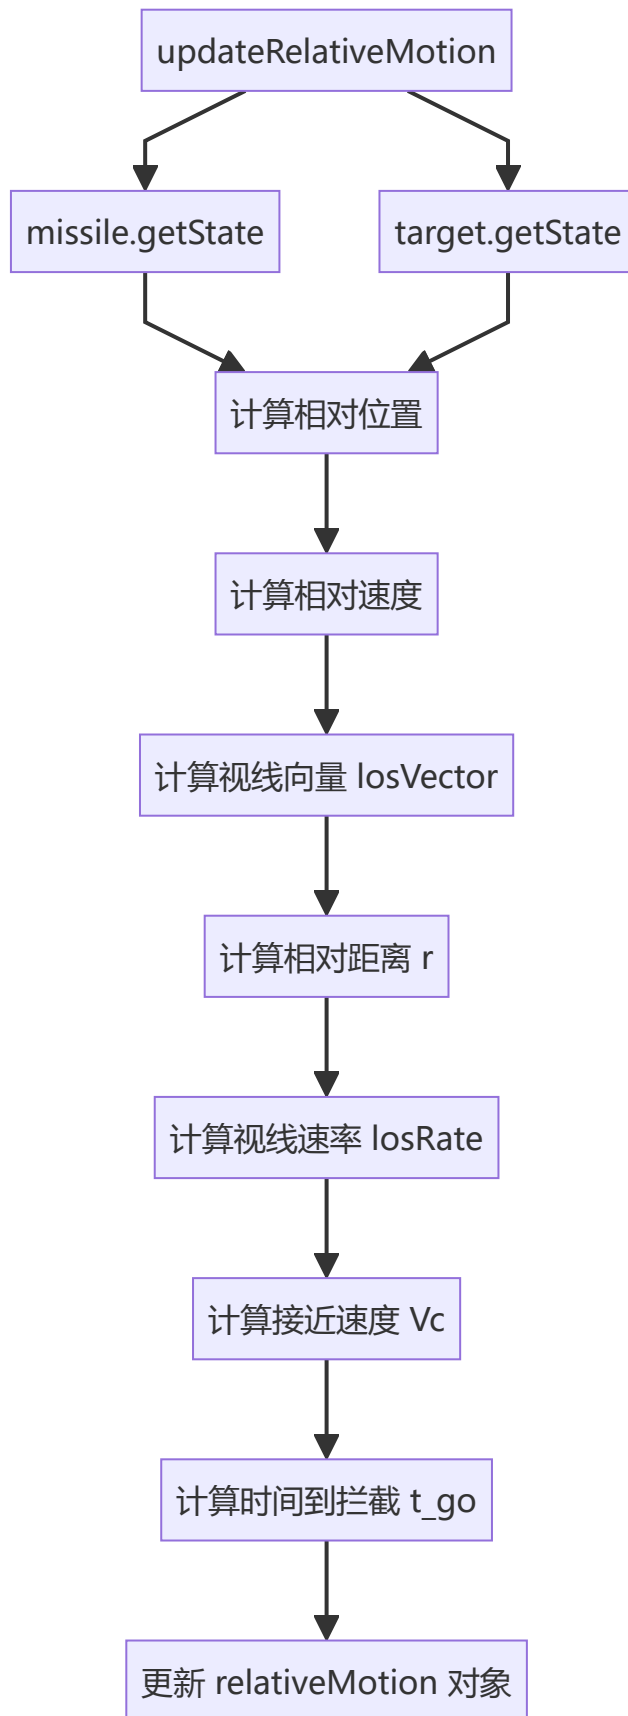 updateRelativeMotion
missile.getState
target.getState
计算相对位置
计算相对速度
计算视线向量 losVector
计算相对距离 r
计算视线速率 losRate
计算接近速度 Vc
计算时间到拦截 t_go
更新 relativeMotion 对象